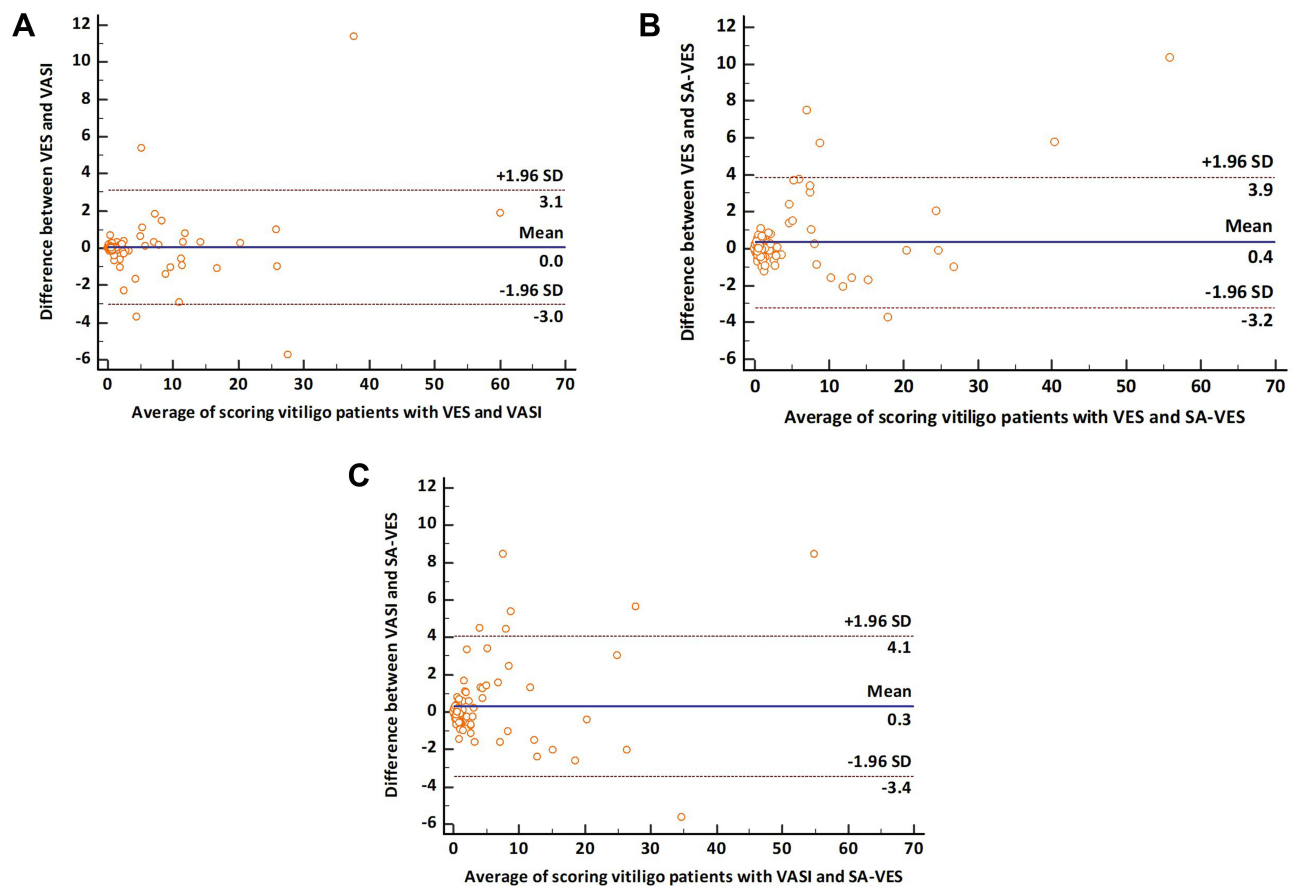 A
Difference between VES and VASI
12
10
8
6
4
2
0
-2
-4
-6
+1.96 SD
3.1
Mean
0.0
-1.96 SD
-3.0
0 10 20 30 40 50 60 70
Average of scoring vitiligo patients with VES and VASI
B
Difference between VES and SA-VES
12
10
8
6
4
2
0
-2
-4
-6
+1.96 SD
3.9
Mean
0.4
-1.96 SD
-3.2
0 10 20 30 40 50 60 70
Average of scoring vitiligo patients with VES and SA-VES
C
Difference between VASI and SA-VES
12
10
8
6
4
2
0
-2
-4
-6
+1.96 SD
4.1
Mean
0.3
-1.96 SD
-3.4
0 10 20 30 40 50 60 70
Average of scoring vitiligo patients with VASI and SA-VES